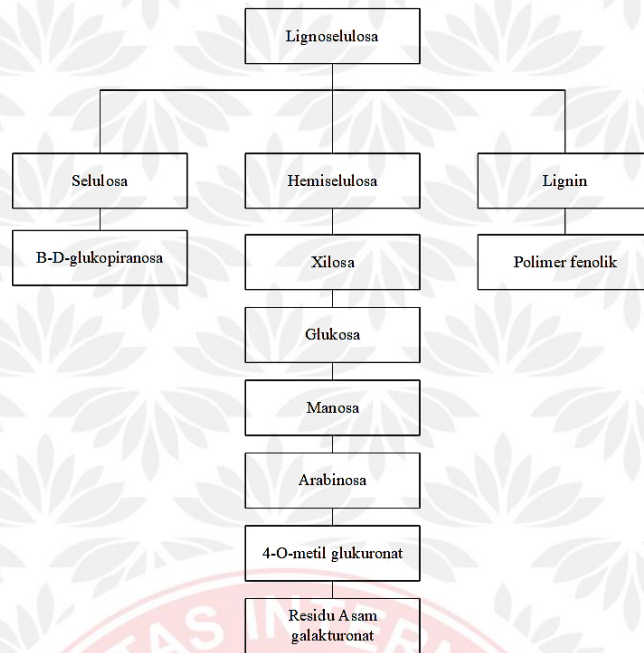 Lignoselulosa
Selulosa
Hemiselulosa
Lignin
B-D-glukopiranosa
Xilosa
Polimer fenolik
Glukosa
Manosa
Arabinosa
4-O-metil glukuronat
Residu Asam
galakturonat